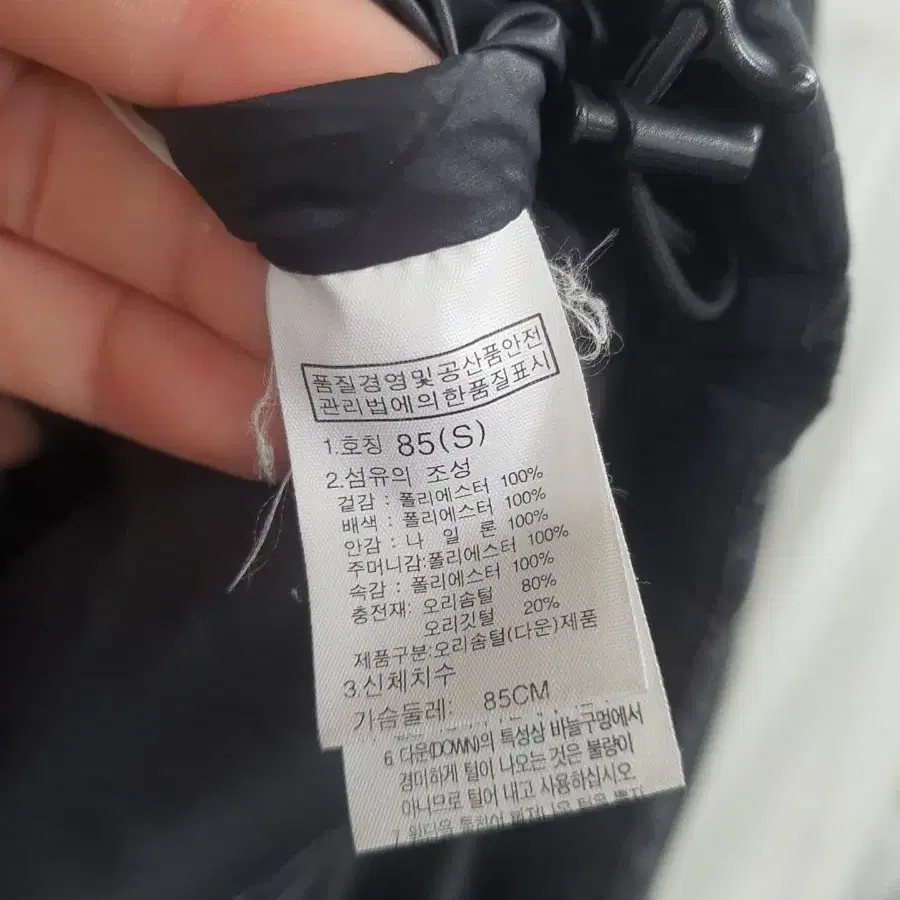 품질경영및공산품안전
관리법에의한품질표시
1.호칭 85(S)
2.섬유의 조성
겉감 : 폴리에스터 100%
배색 : 폴리에스터 100%
안감 : 나 일 론 100%
주머니감:폴리에스터 100%
속감 : 폴리에스터 100%
충전재: 오리솜털 80%
오리깃털 20%
제품구분:오리솜털(다운)제품
3.신체치수
가슴둘레: 85CM
6. 다운(DOWN)의 특성상 바늘구멍에서
경미하게 털이 나오는 것은 불량이
아니므로 털어 내고 사용하십시오